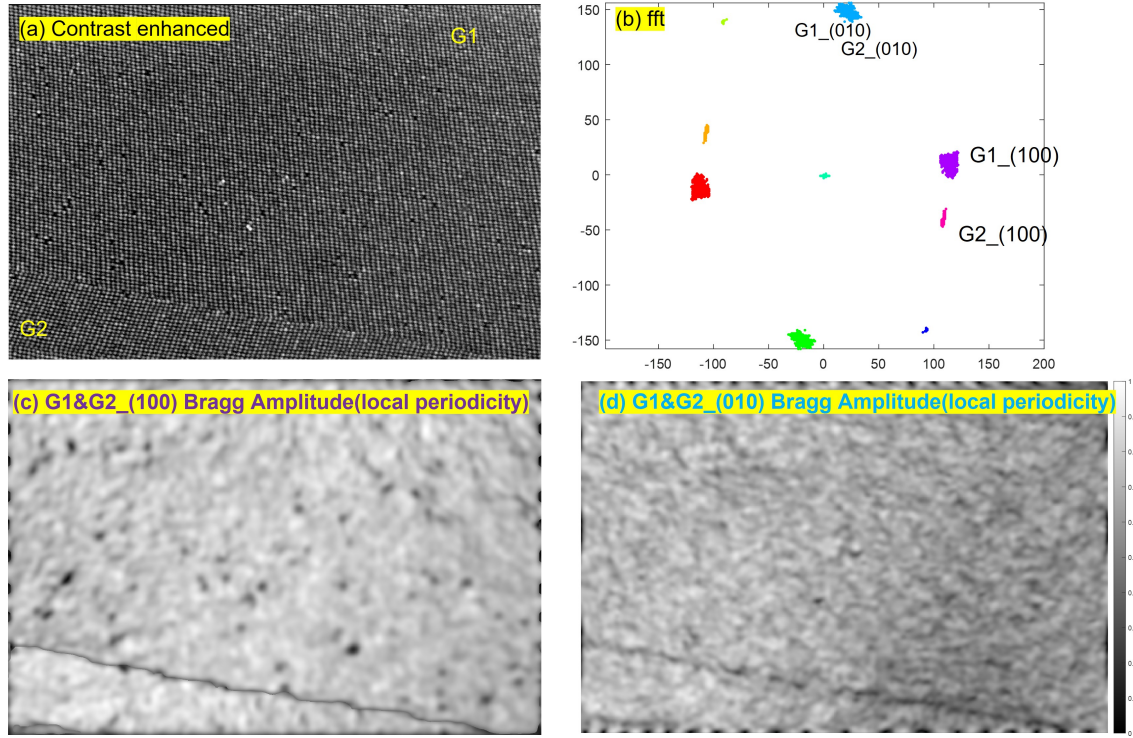 (a) Contrast enhanced
G1
G2
(b) fft
G1_(010)
G2_(010)
G1_(100)
G2_(100)
150
100
50
0
-50
-100
-150
-150
-100
-50
0
50
100
150
200
(c) G1&G2_(100) Bragg Amplitude(local periodicity)
(d) G1&G2_(010) Bragg Amplitude(local periodicity)